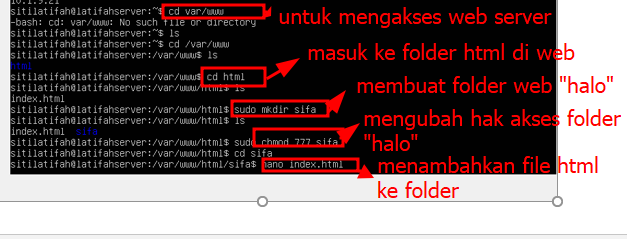 10.1.9.21
sitilatifah@latifahserver:~$ cd var/www
-bash: cd: var/www: No such file or directory
sitilatifah@latifahserver:~$ ls
sitilatifah@latifahserver:~$ cd /var/www
sitilatifah@latifahserver:/var/www$ ls
html
sitilatifah@latifahserver:/var/www$ cd html
sitilatifah@latifahserver:/var/www/html$ ls
index.html
sitilatifah@latifahserver:/var/www/html$ sudo mkdir sifa
sitilatifah@latifahserver:/var/www/html$ ls
index.html sifa
sitilatifah@latifahserver:/var/www/html$ sudo chmod 777 sifa
sitilatifah@latifahserver:/var/www/html$ cd sifa
sitilatifah@latifahserver:/var/www/html/sifa$ nano index.html
untuk mengakses web server
masuk ke folder html di web
membuat folder web "halo"
mengubah hak akses folder
"halo"
menambahkan file html
ke folder